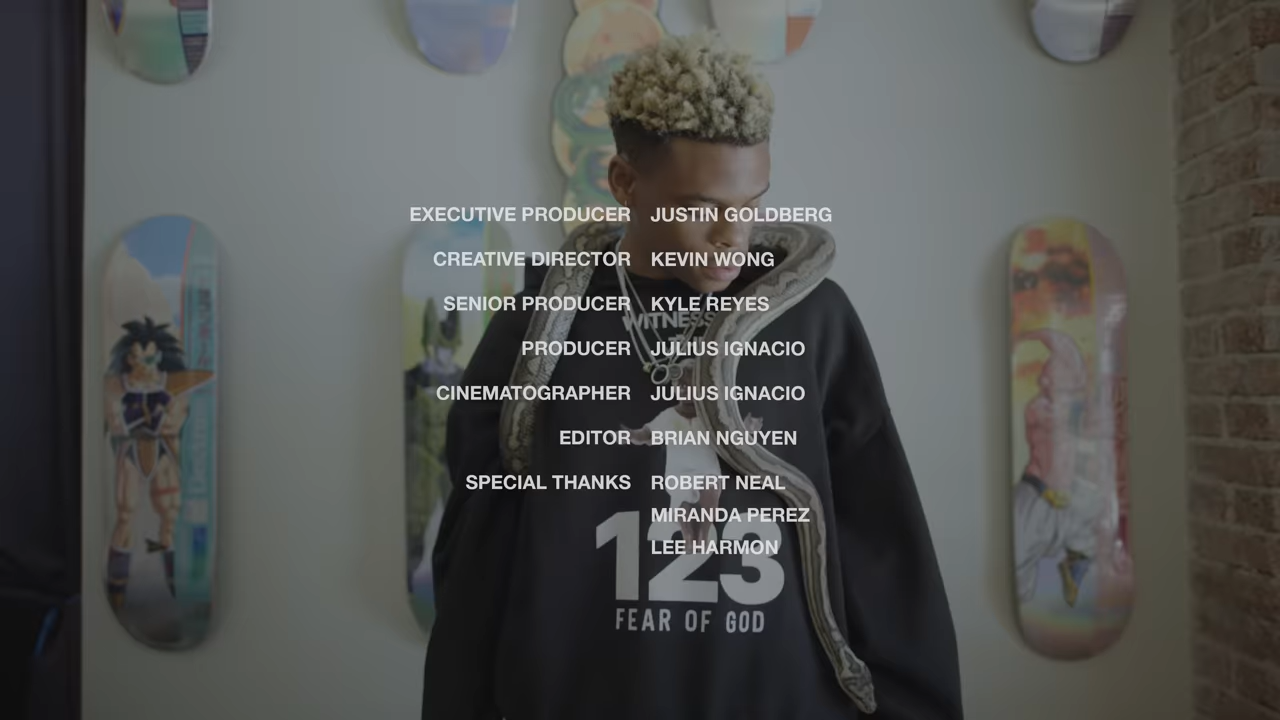 EXECUTIVE PRODUCER JUSTIN GOLDBERG
CREATIVE DIRECTOR KEVIN WONG
SENIOR PRODUCER KYLE REYES
WITNESS
PRODUCER JULIUS IGNACIO
CINEMATOGRAPHER JULIUS IGNACIO
EDITOR BRIAN NGUYEN
SPECIAL THANKS ROBERT NEAL
MIRANDA PEREZ
LEE HARMON
123
FEAR OF GOD